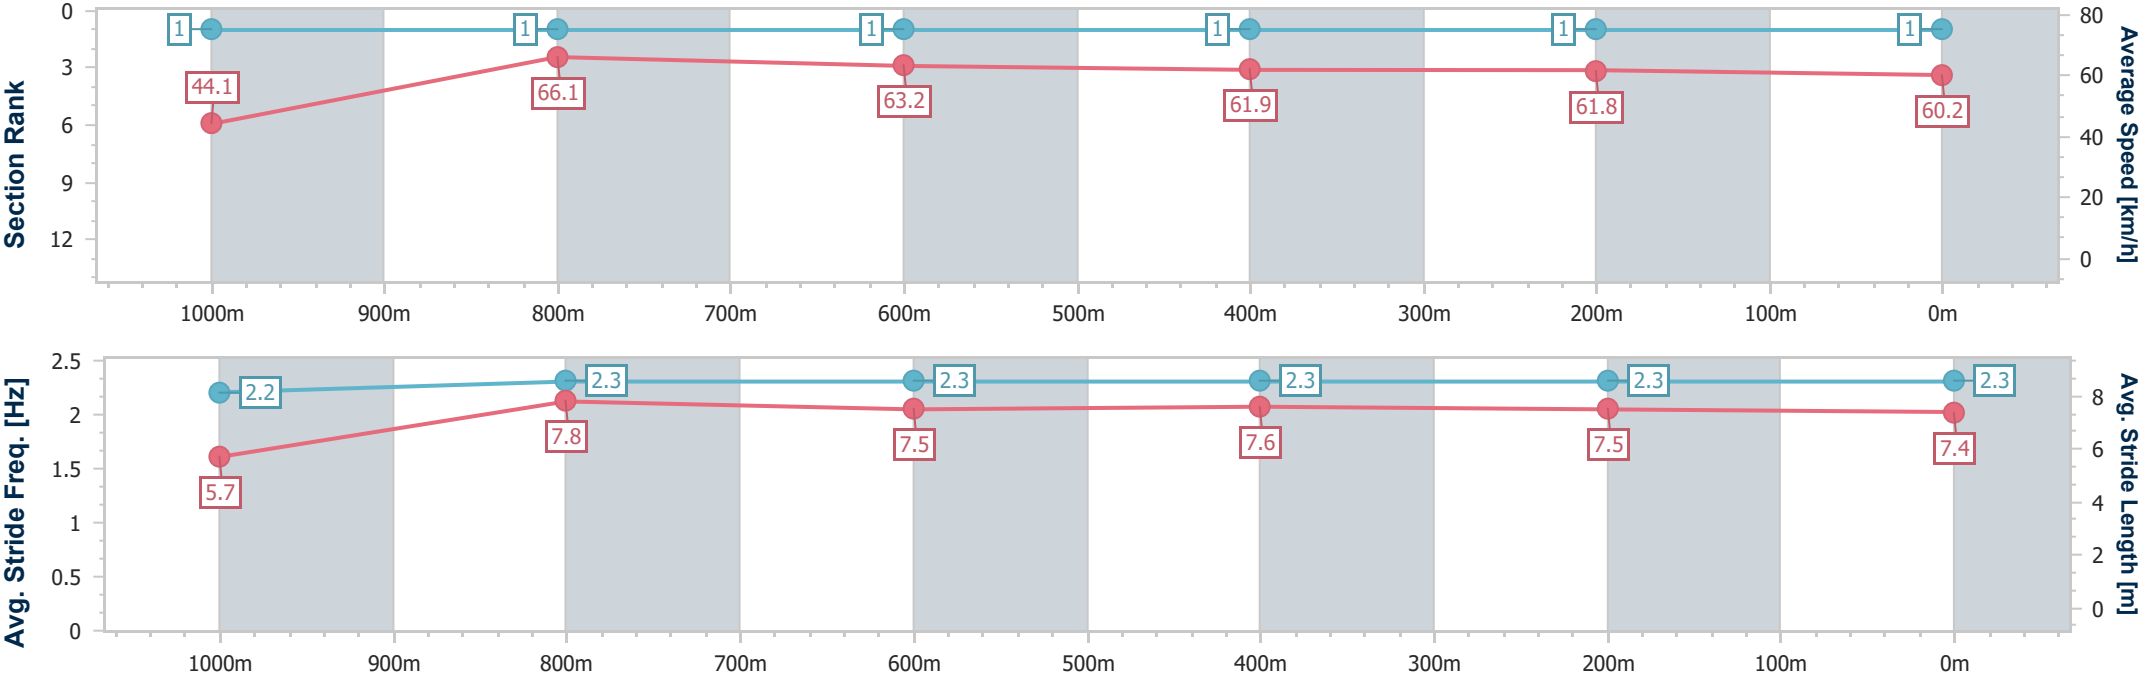 Section Rank
0
3
6
9
12
1
1
1
1
1
1
44.1
66.1
63.2
61.9
61.8
60.2
80
60
40
20
0
Average Speed [km/h]
1000m
900m
800m
700m
600m
500m
400m
300m
200m
100m
0m
Avg. Stride Freq. [Hz]
2.5
2
1.5
1
0.5
0
2.2
2.3
2.3
2.3
2.3
2.3
5.7
7.8
7.5
7.6
7.5
7.4
8
6
4
2
0
Avg. Stride Length [m]
1000m
900m
800m
700m
600m
500m
400m
300m
200m
100m
0m